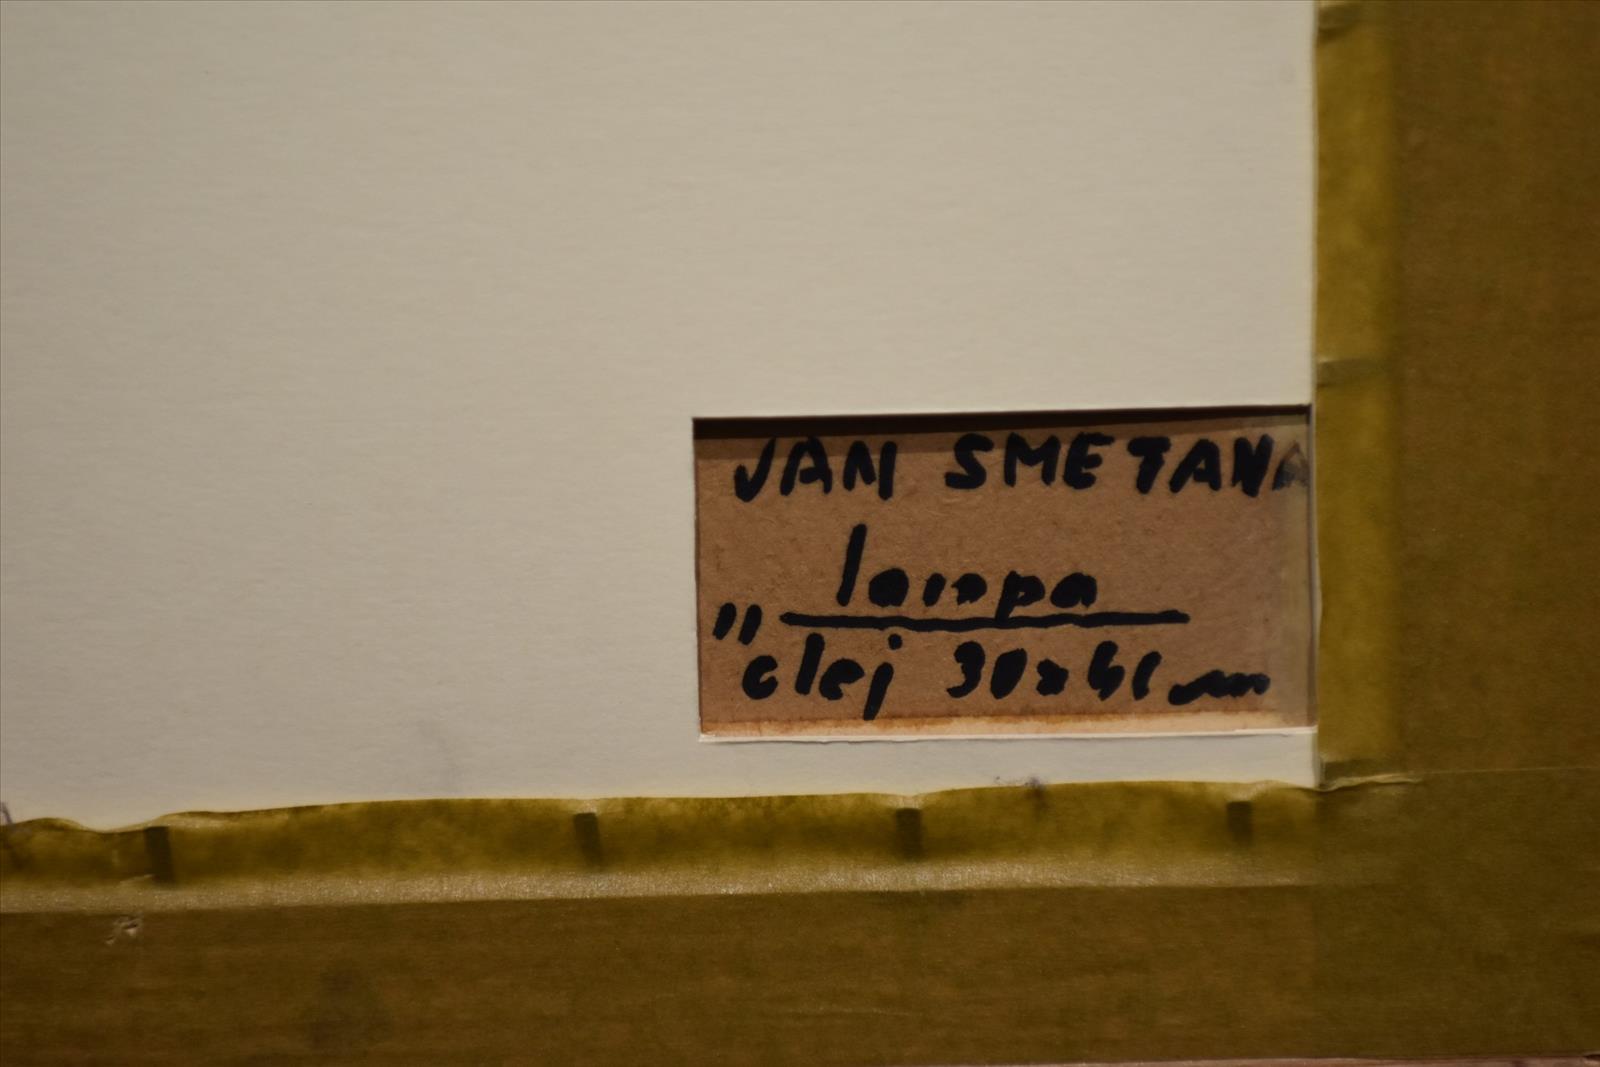 JAN SMETANA
lampa
"
olej 30x41 cm